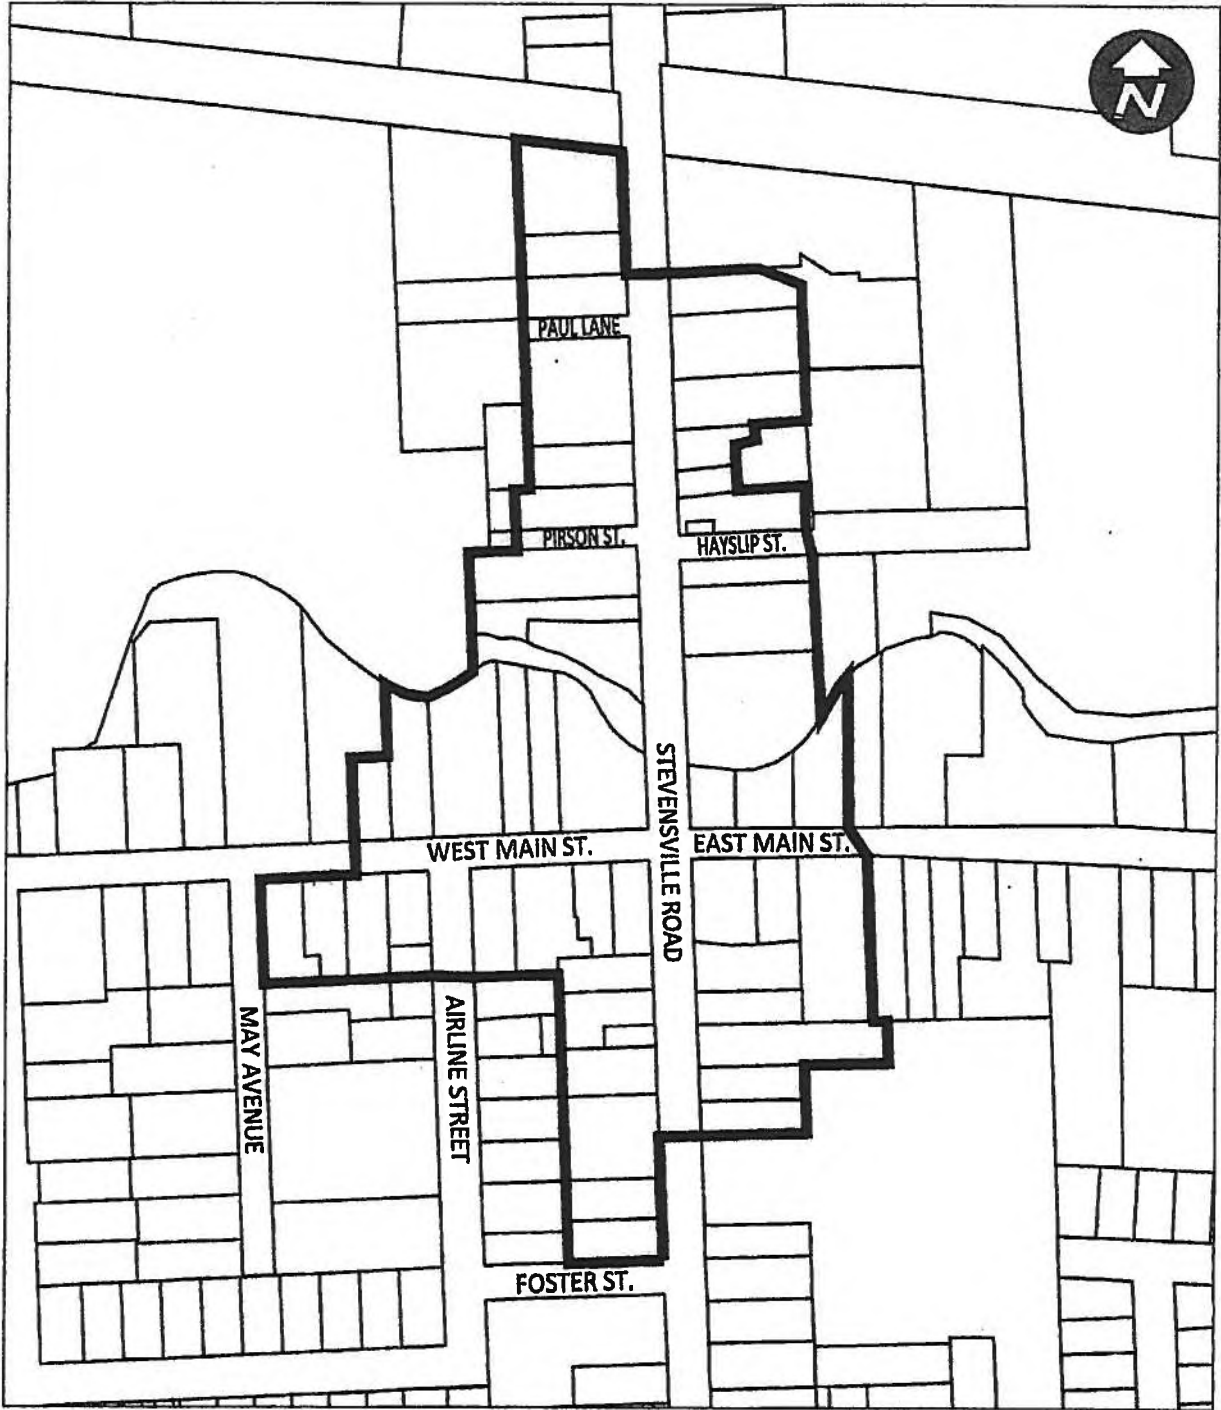 N
PAUL LANE
PIRSON ST.
HAYSLIP ST.
STEVENSVILLE ROAD
WEST MAIN ST.
EAST MAIN ST.
MAY AVENUE
AIRLINE STREET
FOSTER ST.